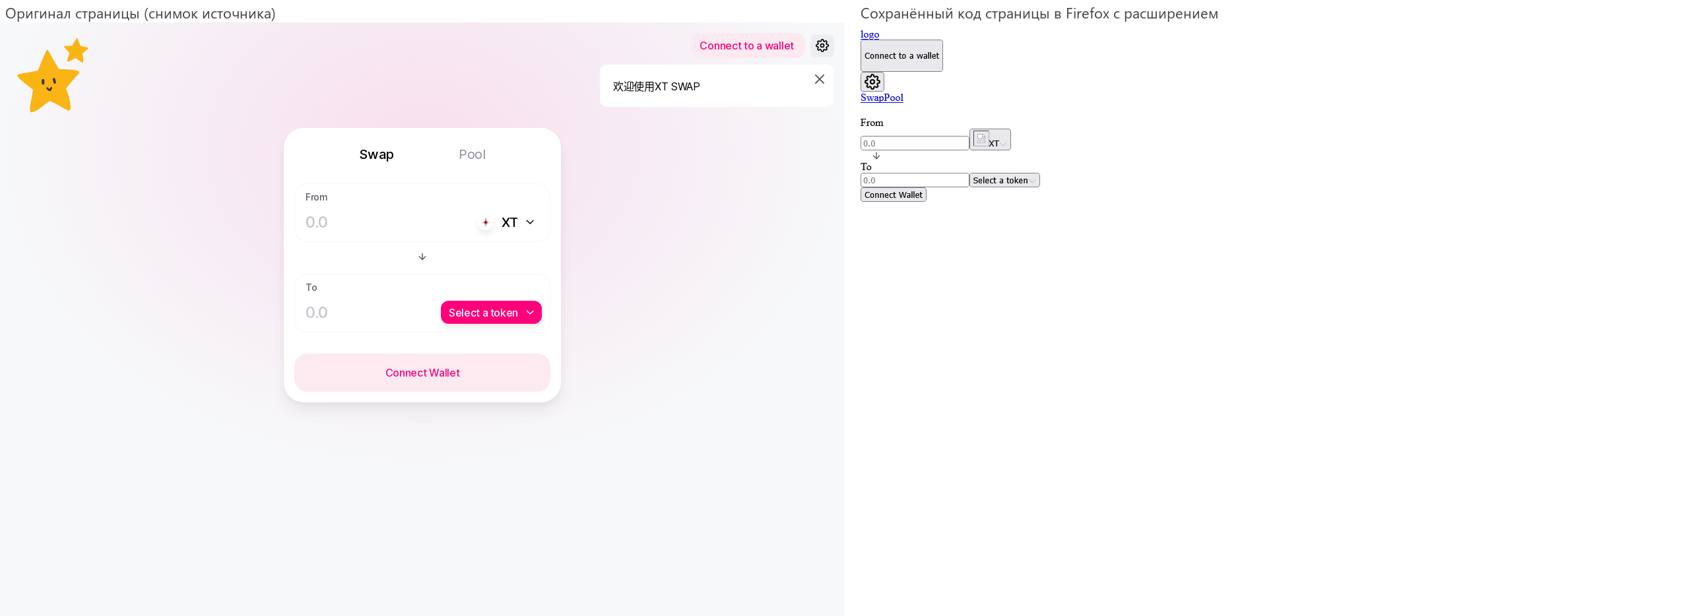 Оригинал страницы (снимок источника)
Connect to a wallet
欢迎使用XT SWAP
Swap Pool
From
0.0 XT
To
0.0 Select a token
Connect Wallet
Сохранённый код страницы в Firefox с расширением
logo
Connect to a wallet
SwapPool
From
0.0 XT
To
0.0 Select a token
Connect Wallet